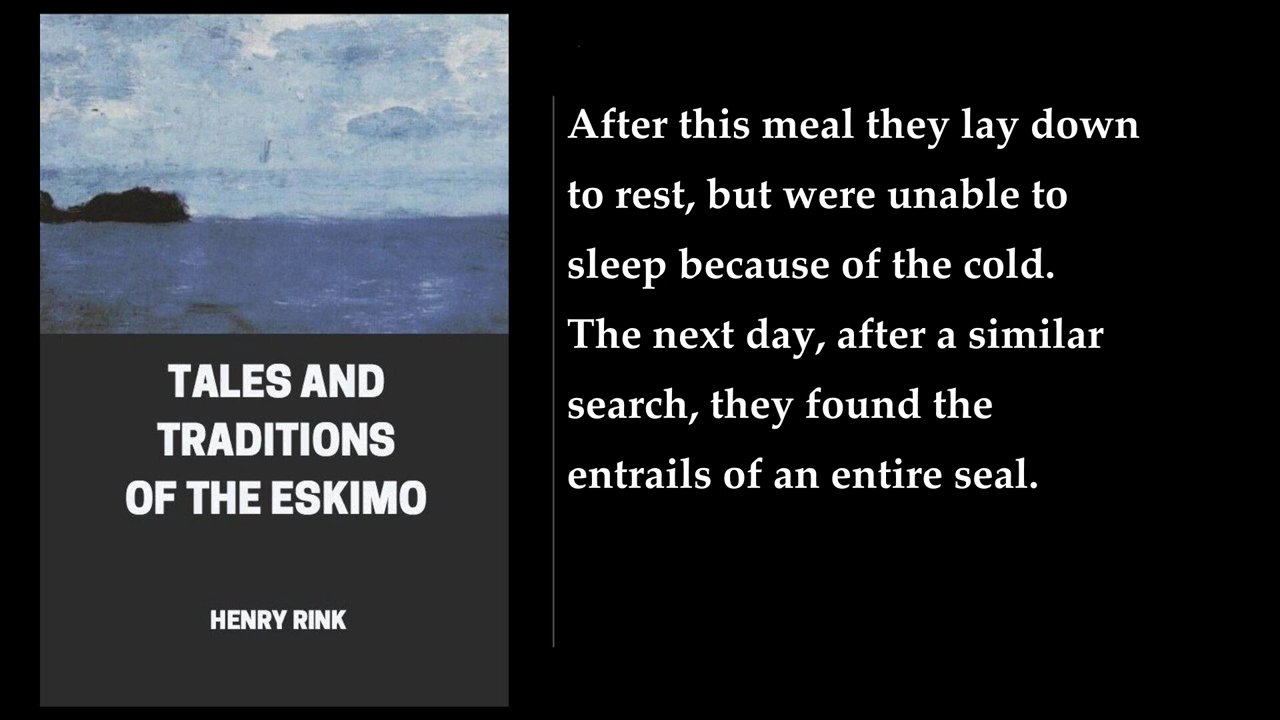 TALES AND
TRADITIONS
OF THE ESKIMO
HENRY RINK
After this meal they lay down
to rest, but were unable to
sleep because of the cold.
The next day, after a similar
search, they found the
entrails of an entire seal.